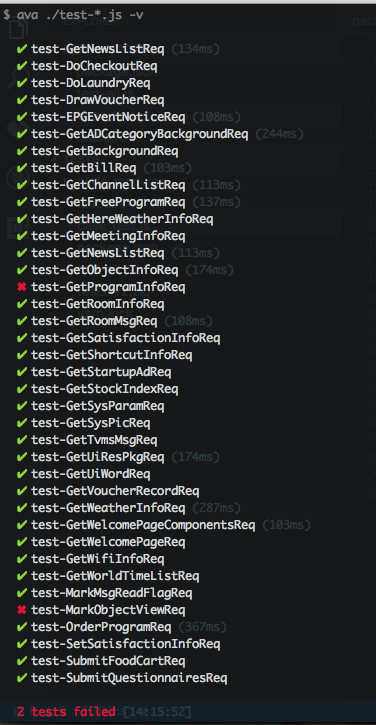 $ ava ./test-*.js -v
✔ test-GetNewsListReq (134ms)
✔ test-DoCheckoutReq
✔ test-DoLaundryReq
✔ test-DrawVoucherReq
✔ test-EPGEventNoticeReq (108ms)
✔ test-GetADCategoryBackgroundReq (244ms)
✔ test-GetBackgroundReq
✔ test-GetBillReq (103ms)
✔ test-GetChannelListReq (113ms)
✔ test-GetFreeProgramReq (137ms)
✔ test-GetHereWeatherInfoReq
✔ test-GetMeetingInfoReq
✔ test-GetNewsListReq (113ms)
✔ test-GetObjectInfoReq (174ms)
✖ test-GetProgramInfoReq
✔ test-GetRoomInfoReq
✔ test-GetRoomMsgReq (108ms)
✔ test-GetSatisfactionInfoReq
✔ test-GetShortcutInfoReq
✔ test-GetStartupAdReq
✔ test-GetStockIndexReq
✔ test-GetSysParamReq
✔ test-GetSysPicReq
✔ test-GetTvmsMsgReq
✔ test-GetUiResPkgReq (174ms)
✔ test-GetUiWordReq
✔ test-GetVoucherRecordReq
✔ test-GetWeatherInfoReq (287ms)
✔ test-GetWelcomePageComponentsReq (103ms)
✔ test-GetWelcomePageReq
✔ test-GetWifiInfoReq
✔ test-GetWorldTimeListReq
✔ test-MarkMsgReadFlagReq
✖ test-MarkObjectViewReq
✔ test-OrderProgramReq (367ms)
✔ test-SetSatisfactionInfoReq
✔ test-SubmitFoodCartReq
✔ test-SubmitQuestionnairesReq
2 tests failed [14:15:52]